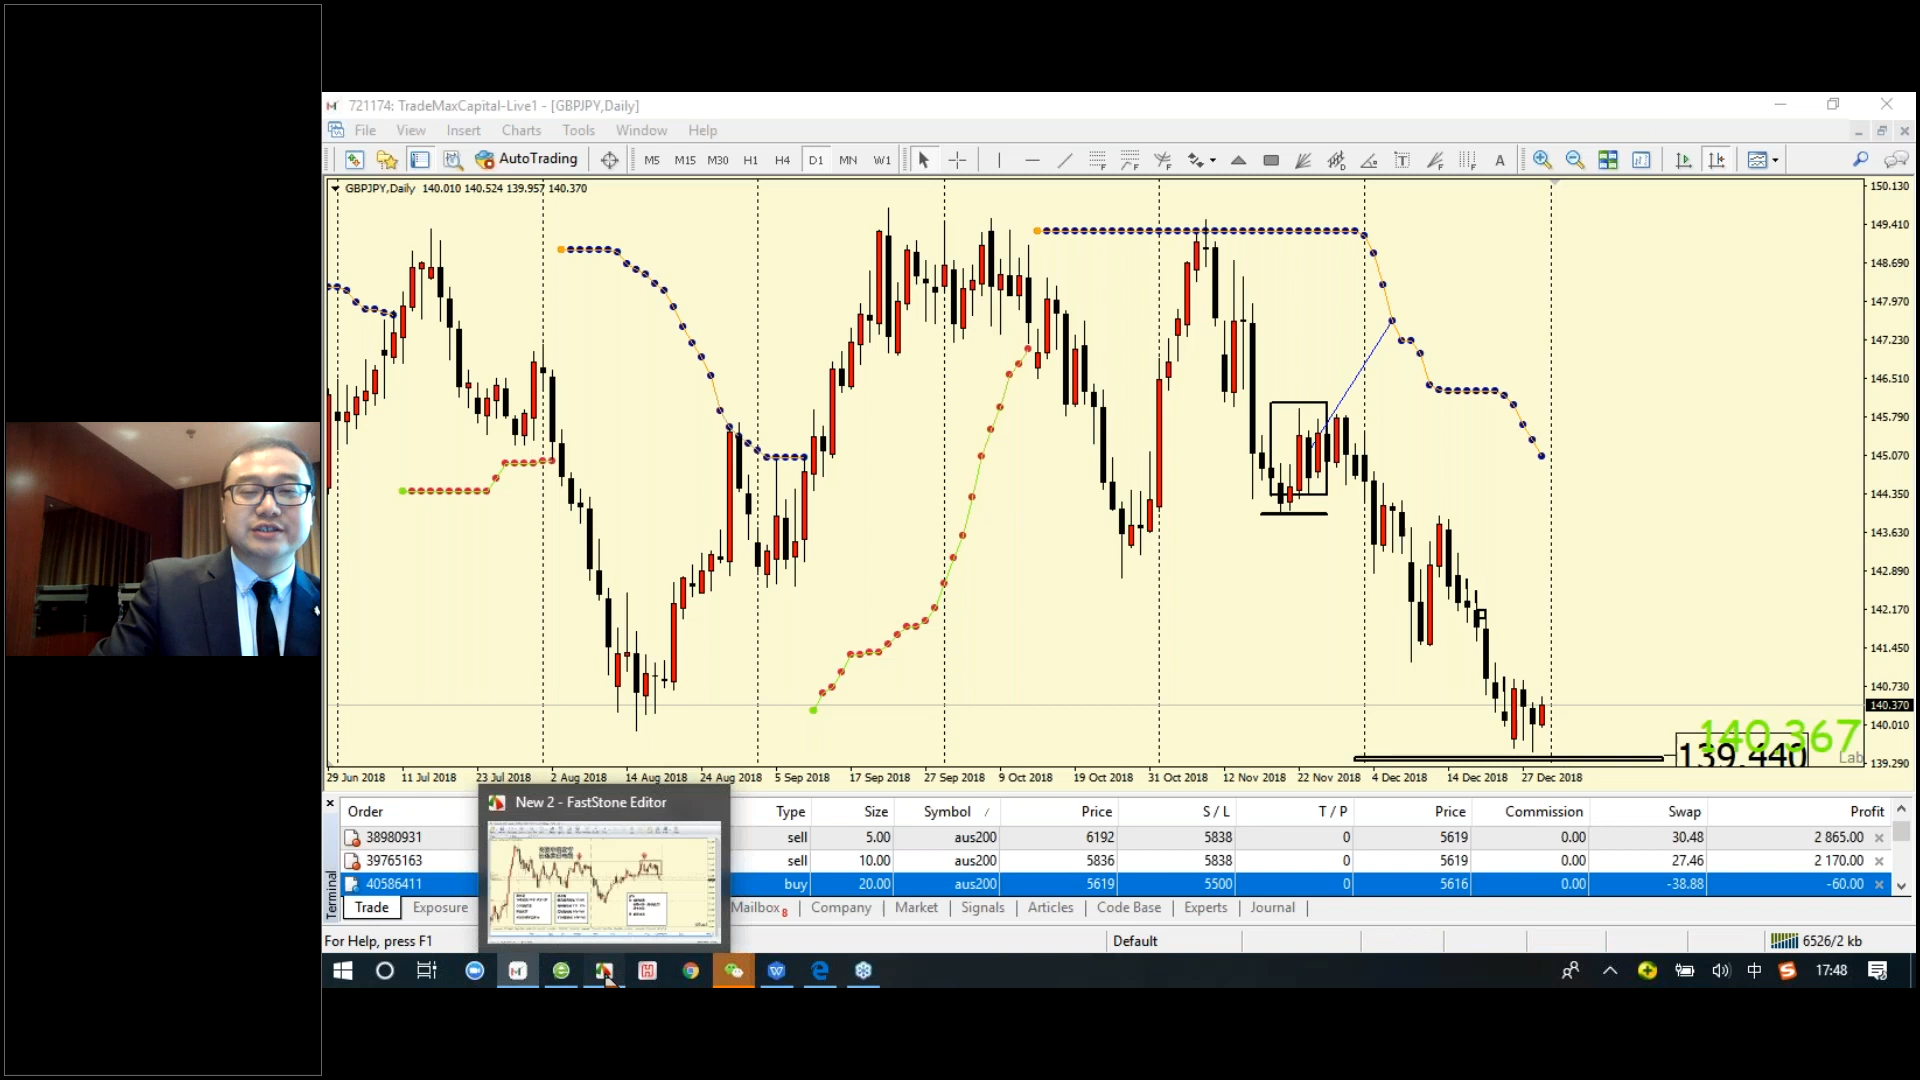 721174: TradeMaxCapital-Live1 - [GBPJPY,Daily]
File View Insert Charts Tools Window Help
AutoTrading M5 M15 M30 H1 H4 D1 MN W1 A
GBPJPY,Daily 140.010 140.524 139.957 140.370
150.130
149.410
148.690
147.970
147.230
146.510
145.790
145.070
144.350
143.630
142.890
142.170
141.450
140.730
140.370
140.010
139.290
140.367
139.440
Lab
29 Jun 2018 11 Jul 2018 23 Jul 2018 2 Aug 2018 14 Aug 2018 24 Aug 2018 5 Sep 2018 17 Sep 2018 27 Sep 2018 9 Oct 2018 19 Oct 2018 31 Oct 2018 12 Nov 2018 22 Nov 2018 4 Dec 2018 14 Dec 2018 27 Dec 2018
New 2 - FastStone Editor
Order Type Size Symbol / Price S / L T / P Price Commission Swap Profit
38980931 sell 5.00 aus200 6192 5838 0 5619 0.00 30.48 2 865.00
39765163 sell 10.00 aus200 5836 5838 0 5619 0.00 27.46 2 170.00
40586411 buy 20.00 aus200 5619 5500 0 5616 0.00 -38.88 -60.00
Terminal
Trade Exposure Mailbox 8 Company Market Signals Articles Code Base Experts Journal
For Help, press F1 Default 6526/2 kb
中 17:48